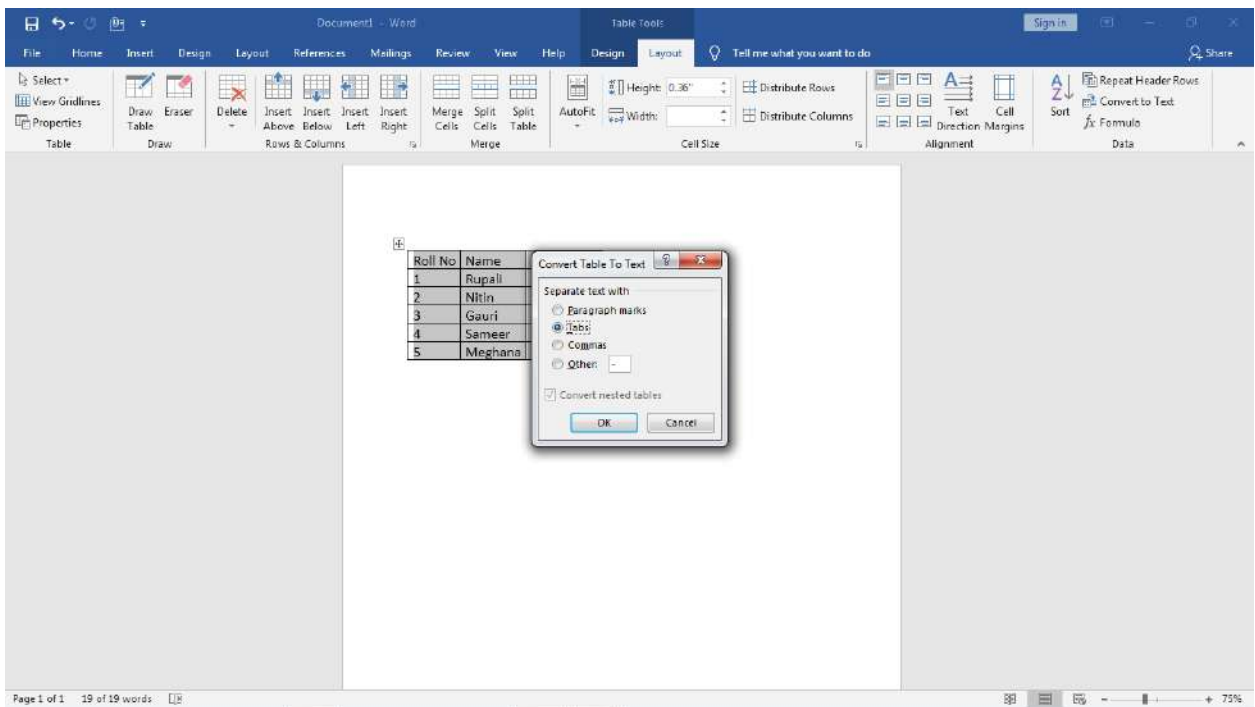 Document1 - Word
Table Tools
Sign in
File Home Insert Design Layout References Mailings Review View Help Design Layout Tell me what you want to do
Share
Select
View Gridlines
Properties
Table
Draw Table
Eraser
Draw
Delete
Insert Above
Insert Below
Insert Left
Insert Right
Rows & Columns
Merge Cells
Split Cells
Split Table
Merge
AutoFit
Height: 0.36"
Width:
Distribute Rows
Distribute Columns
Cell Size
Text Direction
Cell Margins
Alignment
Sort
Repeat Header Rows
Convert to Text
fx Formula
Data
Roll No Name
1 Rupali
2 Nitin
3 Gauri
4 Sameer
5 Meghana
Convert Table To Text
Separate text with
Paragraph marks
Tabs
Commas
Other: -
Convert nested tables
OK Cancel
Page 1 of 1 19 of 19 words
75%